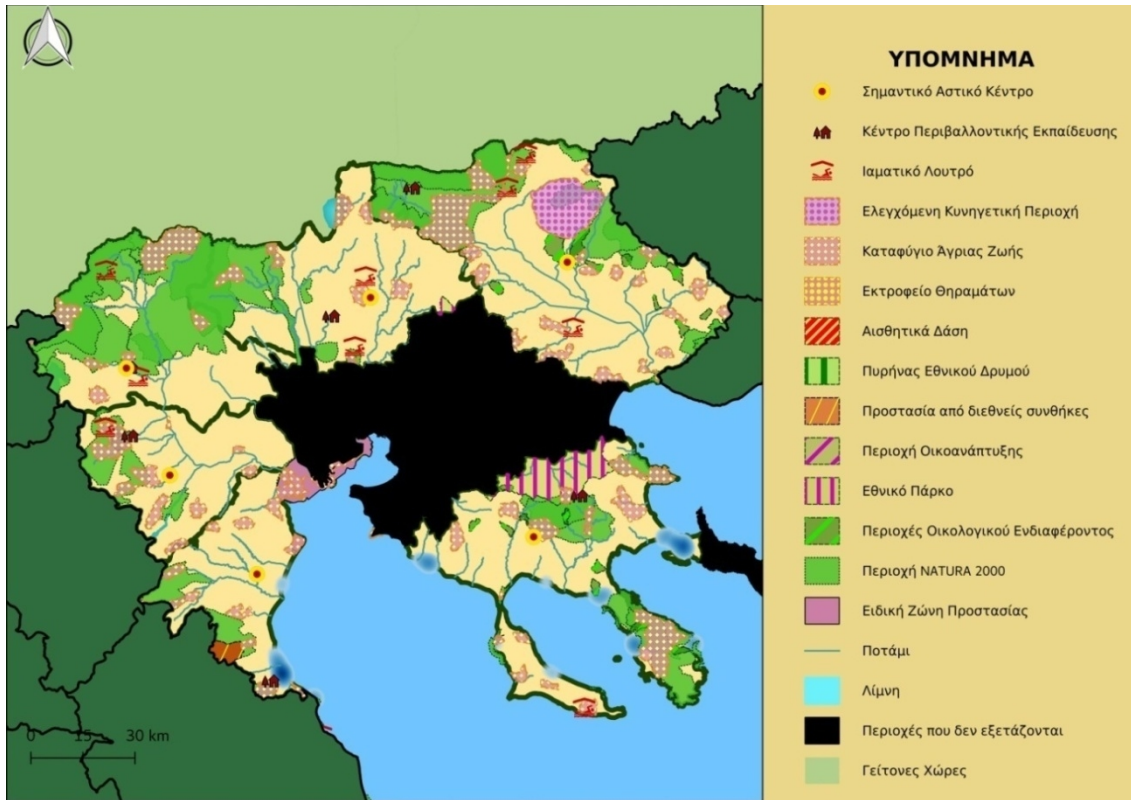 ΥΠΟΜΝΗΜΑ
Σημαντικό Αστικό Κέντρο
Κέντρο Περιβαλλοντικής Εκπαίδευσης
Ιαματικό Λουτρό
Ελεγχόμενη Κυνηγετική Περιοχή
Καταφύγιο Άγριας Ζωής
Εκτροφείο Θηραμάτων
Αισθητικά Δάση
Πυρήνας Εθνικού Δρυμού
Προστασία από διεθνείς συνθήκες
Περιοχή Οικοανάπτυξης
Εθνικό Πάρκο
Περιοχές Οικολογικού Ενδιαφέροντος
Περιοχή NATURA 2000
Ειδική Ζώνη Προστασίας
Ποτάμι
Λίμνη
Περιοχές που δεν εξετάζονται
Γείτονες Χώρες
0 15 30 km